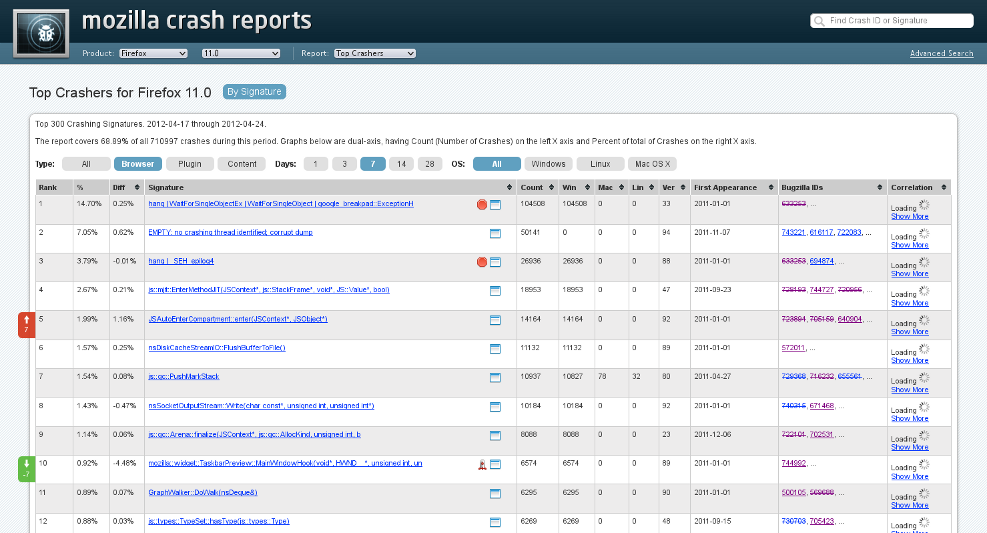 mozilla crash reports
Find Crash ID or Signature
Product: Firefox 11.0 Report: Top Crashers Advanced Search
Top Crashers for Firefox 11.0 By Signature
Top 300 Crashing Signatures. 2012-04-17 through 2012-04-24.
The report covers 68.99% of all 710997 crashes during this period. Graphs below are dual-axis, having Count (Number of Crashes) on the left X axis and Percent of total of Crashes on the right X axis.
Type: All Browser Plugin Content Days: 1 3 7 14 28 OS: All Windows Linux Mac OS X
Rank % Diff Signature Count Win Mac Lin Ver First Appearance Bugzilla IDs Correlation
1 14.70% 0.25% hang | WaitForSingleObjectEx | WaitForSingleObject | google_breakpad::ExceptionH 104508 104508 0 0 33 2011-01-01 633253, ... Loading
Show More
2 7.05% 0.62% EMPTY: no crashing thread identified; corrupt dump 50141 0 0 0 94 2011-11-07 743221, 616117, 722083, ... Loading
Show More
3 3.79% -0.01% hang | _SEH_epilog4 26936 26936 0 0 88 2011-01-01 633253, 694874, ... Loading
Show More
4 2.67% 0.21% js::mjit::EnterMethodJIT(JSContext*, js::StackFrame*, void*, JS::Value*, bool) 18953 18953 0 0 47 2011-09-23 728193, 744727, 720956, ... Loading
Show More
7
5 1.99% 1.16% JSAutoEnterCompartment::enter(JSContext*, JSObject*) 14164 14164 0 0 92 2011-01-01 723894, 705159, 640904, ... Loading
Show More
6 1.57% 0.25% nsDiskCacheStreamIO::FlushBufferToFile() 11132 11132 0 0 89 2011-01-01 572011, ... Loading
Show More
7 1.54% 0.08% js::gc::PushMarkStack 10937 10827 78 32 80 2011-04-27 729368, 716232, 655561, ... Loading
Show More
8 1.43% -0.47% nsSocketOutputStream::Write(char const*, unsigned int, unsigned int*) 10184 10184 0 0 92 2011-01-01 740315, 671468, ... Loading
Show More
9 1.14% 0.06% js::gc::Arena::finalize(JSContext*, js::gc::AllocKind, unsigned int, b 8088 8088 0 0 23 2011-12-06 722101, 702531, ... Loading
Show More
-7
10 0.92% -4.48% mozilla::widget::TaskbarPreview::MainWindowHook(void*, HWND__*, unsigned int, un 6574 6574 0 0 89 2011-01-01 744992, ... Loading
Show More
11 0.89% 0.07% GraphWalker::DoWalk(nsDeque&) 6295 6295 0 0 90 2011-01-01 500105, 569688, ... Loading
Show More
12 0.88% 0.03% js::types::TypeSet::hasType(js::types::Type) 6269 6269 0 0 48 2011-09-15 730703, 705423, ... Loading
Show More